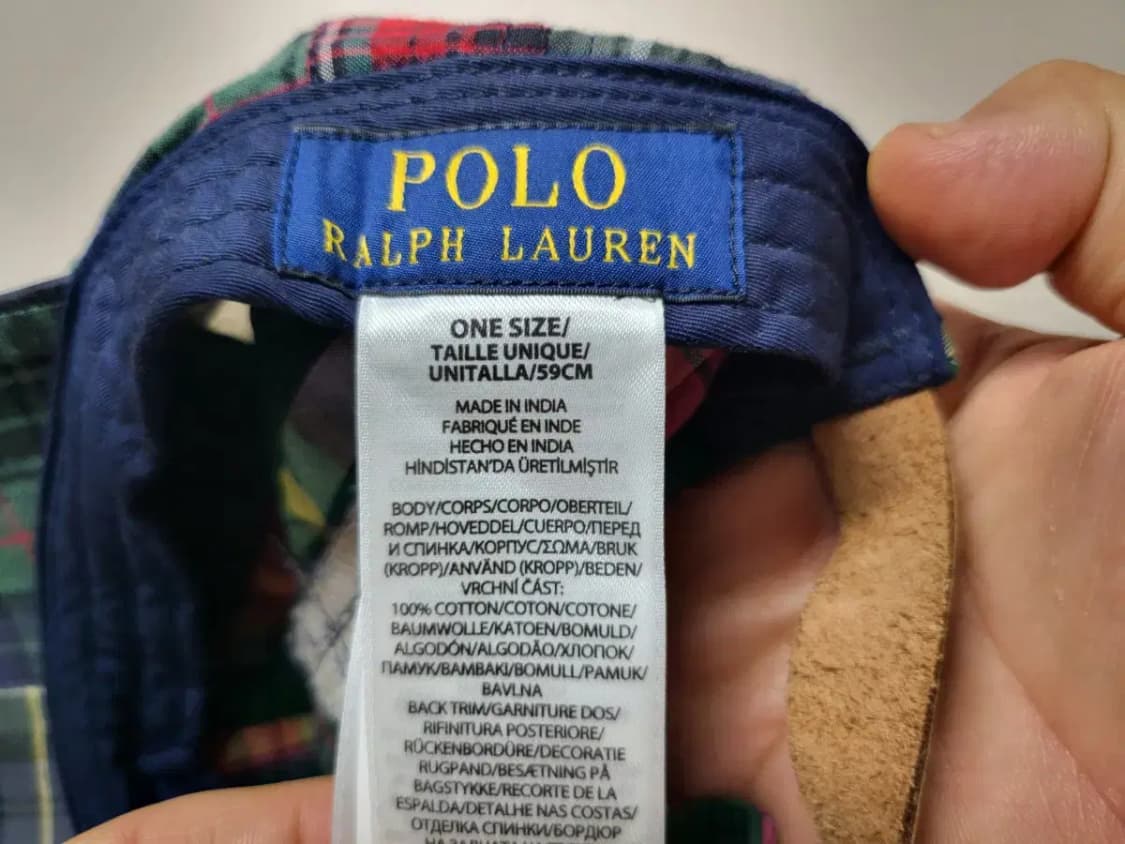 POLO
RALPH LAUREN
ONE SIZE/
TAILLE UNIQUE/
UNITALLA/59CM
MADE IN INDIA
FABRIQUÉ EN INDE
HECHO EN INDIA
HİNDİSTAN'DA ÜRETİLMİŞTİR
BODY/CORPS/CORPO/OBERTEIL/
ROMP/HOVEDDEL/CUERPO/ПЕРЕД
И СПИНКА/КОРПУС/ΣΩΜΑ/BRUK
(KROPP)/ANVÄND (KROPP)/BEDEN/
VRCHNÍ ČÁST:
100% COTTON/COTON/COTONE/
BAUMWOLLE/KATOEN/BOMULD/
ALGODÓN/ALGODÃO/ХЛОПОК/
ПАМУК/ΒΑΜΒΑΚΙ/BOMULL/PAMUK/
BAVLNA
BACK TRIM/GARNITURE DOS/
RIFINITURA POSTERIORE/
RÜCKENBORDÜRE/DECORATIE
RUGPAND/BESÆTNING PÅ
BAGSTYKKE/RECORTE DE LA
ESPALDA/DETALHE NAS COSTAS/
ОТДЕЛКА СПИНКИ/БОРДЮР